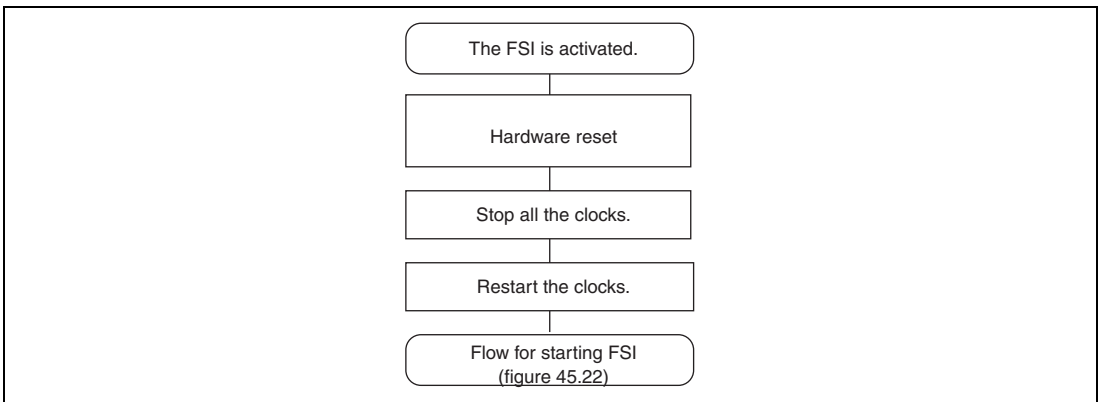 The FSI is activated.
Hardware reset
Stop all the clocks.
Restart the clocks.
Flow for starting FSI
(figure 45.22)